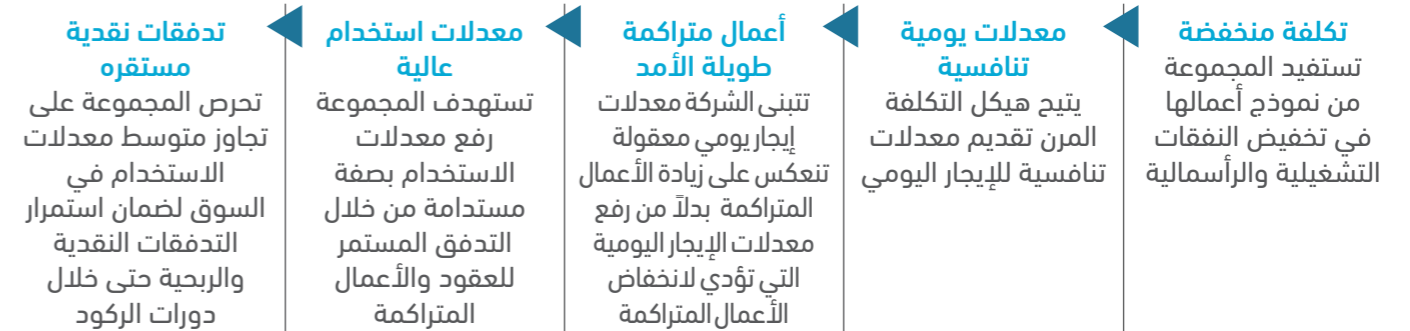 تكلفة منخفضة
تستفيد المجموعة
من نموذج أعمالها
في تخفيض النفقات
التشغيلية والرأسمالية
معدلات يومية
تنافسية
يتيح هيكل التكلفة
المرن تقديم معدلات
تنافسية للإيجار اليومي
أعمال متراكمة
طويلة الأمد
تتبنى الشركة معدلات
إيجار يومي معقولة
تنعكس على زيادة الأعمال
المتراكمة بدلاً من رفع
معدلات الإيجار اليومية
التي تؤدي لانخفاض
الأعمال المتراكمة
معدلات استخدام
عالية
تستهدف المجموعة
رفع معدلات
الاستخدام بصفة
مستدامة من خلال
التدفق المستمر
للعقود والأعمال
المتراكمة
تدفقات نقدية
مستقره
تحرص المجموعة على
تجاوز متوسط معدلات
الاستخدام في
السوق لضمان استمرار
التدفقات النقدية
والربحية حتى خلال
دورات الركود